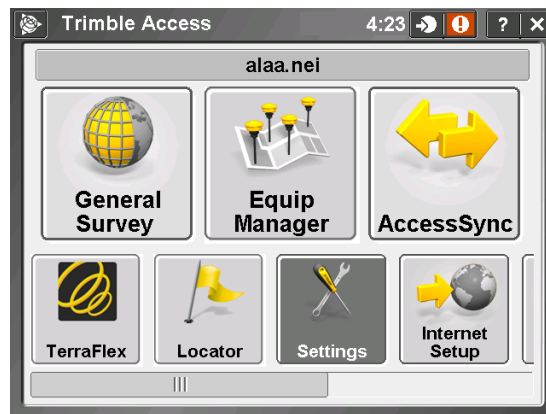 Trimble Access
4:23
?
X
alaa.nei
General
Survey
Equip
Manager
AccessSync
TerraFlex
Locator
Settings
Internet
Setup